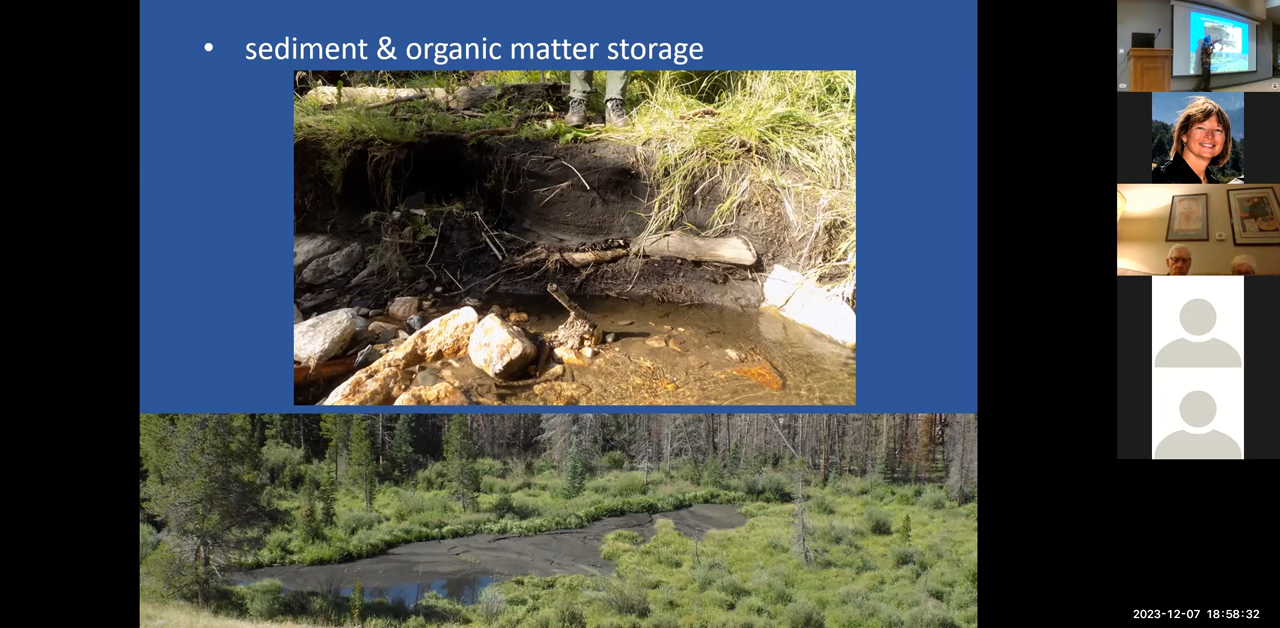 • sediment & organic matter storage
2023-12-07 18:58:32